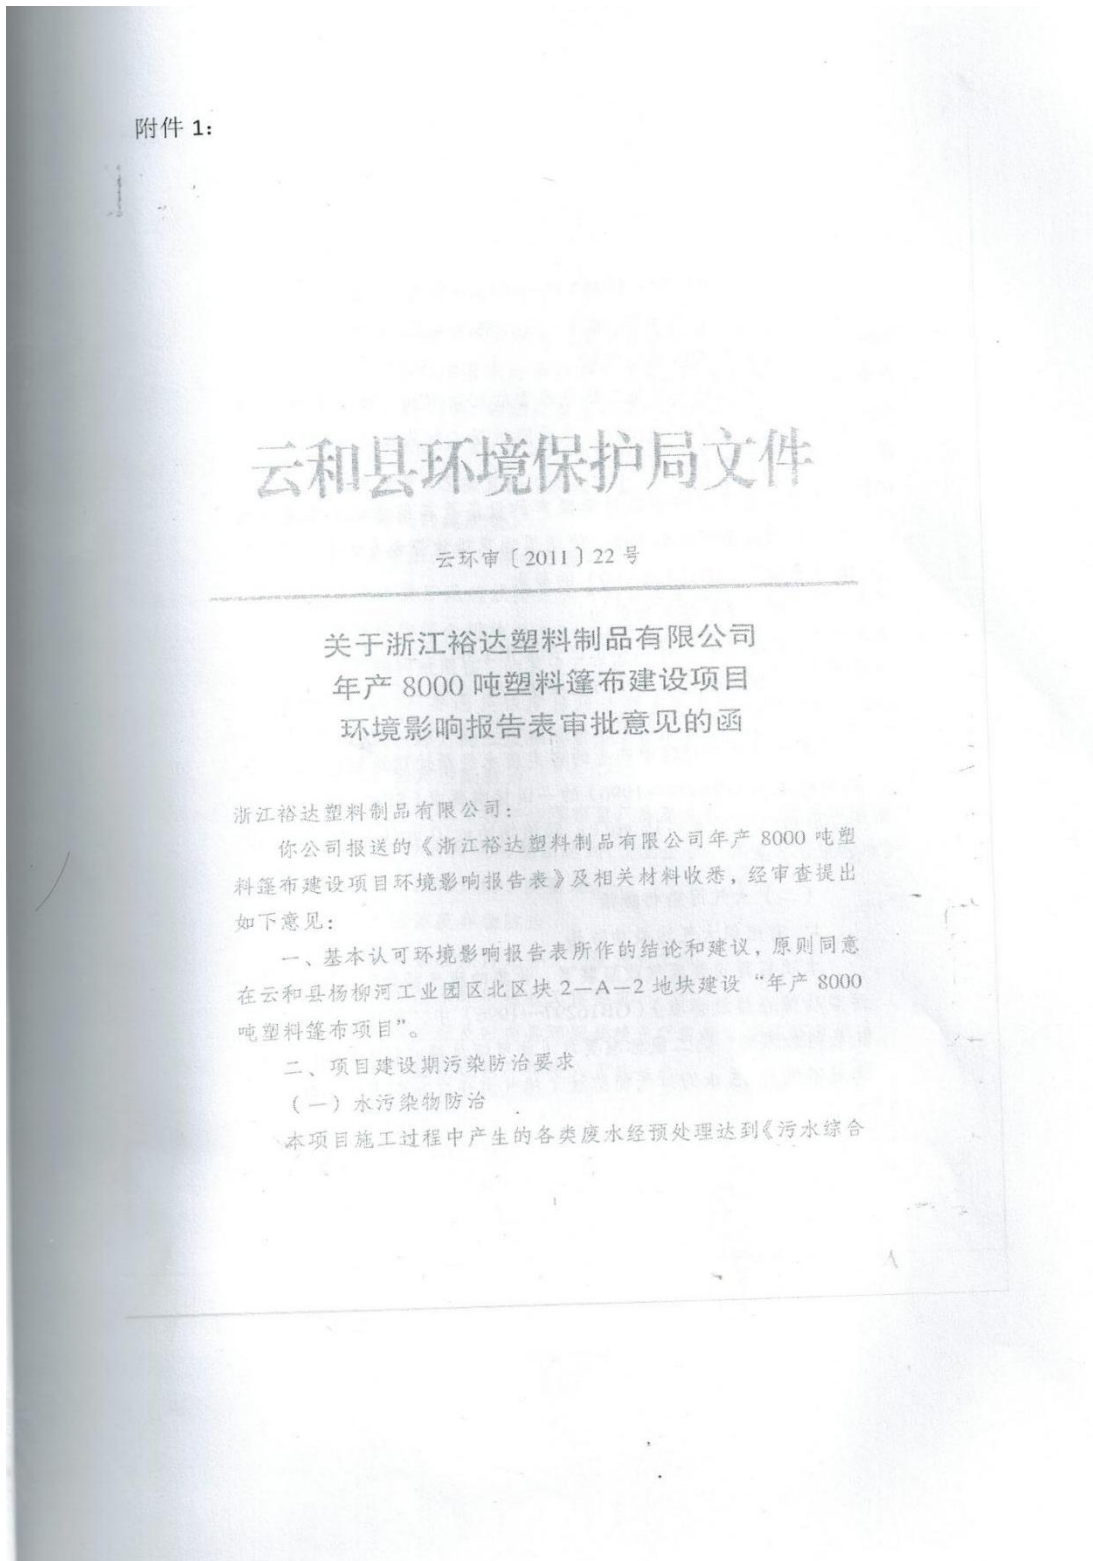 附件 1:
云和县环境保护局文件
云环审〔2011〕22 号
关于浙江裕达塑料制品有限公司
年产 8000 吨塑料篷布建设项目
环境影响报告表审批意见的函
浙江裕达塑料制品有限公司：
你公司报送的《浙江裕达塑料制品有限公司年产 8000 吨塑
料篷布建设项目环境影响报告表》及相关材料收悉，经审查提出
如下意见：
一、基本认可环境影响报告表所作的结论和建议，原则同意
在云和县杨柳河工业园区北区块 2—A—2 地块建设“年产 8000
吨塑料篷布项目”。
二、项目建设期污染防治要求
（一）水污染物防治
本项目施工过程中产生的各类废水经预处理达到《污水综合